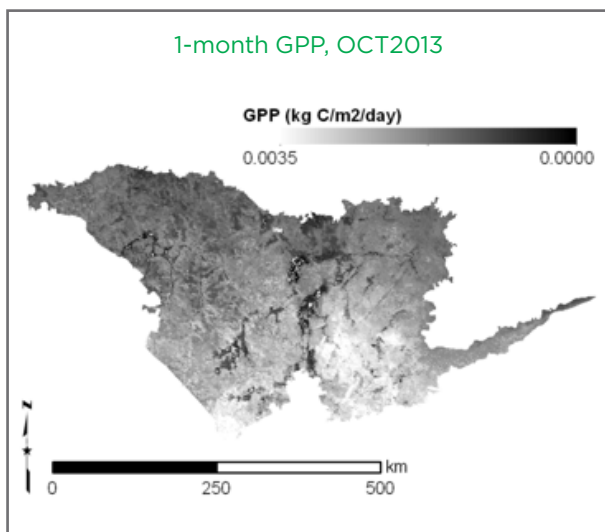 1-month GPP, OCT2013
GPP (kg C/m2/day)
0.0035 0.0000
N
km
0 250 500